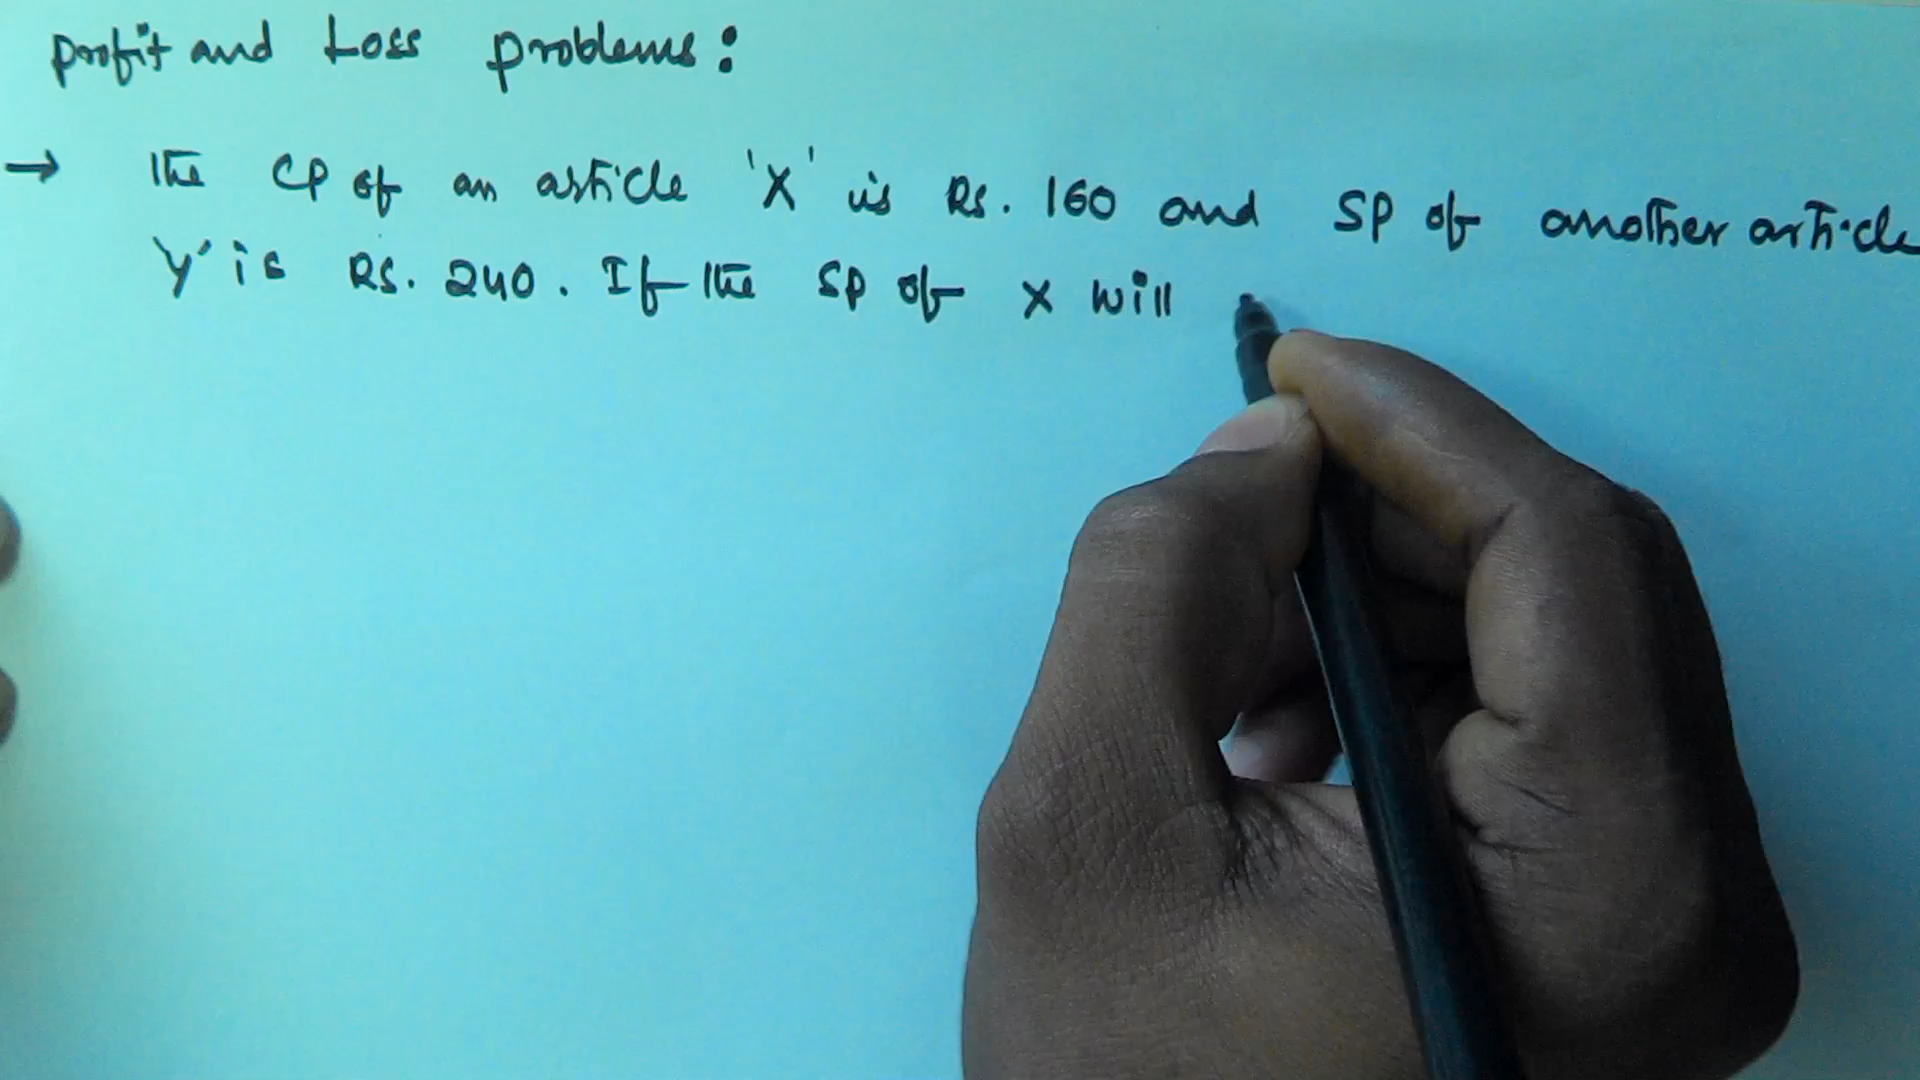 Profit and Loss problems:
→ The CP of an article 'X' is Rs. 160 and SP of another article
Y' is Rs. 240. If the SP of X will